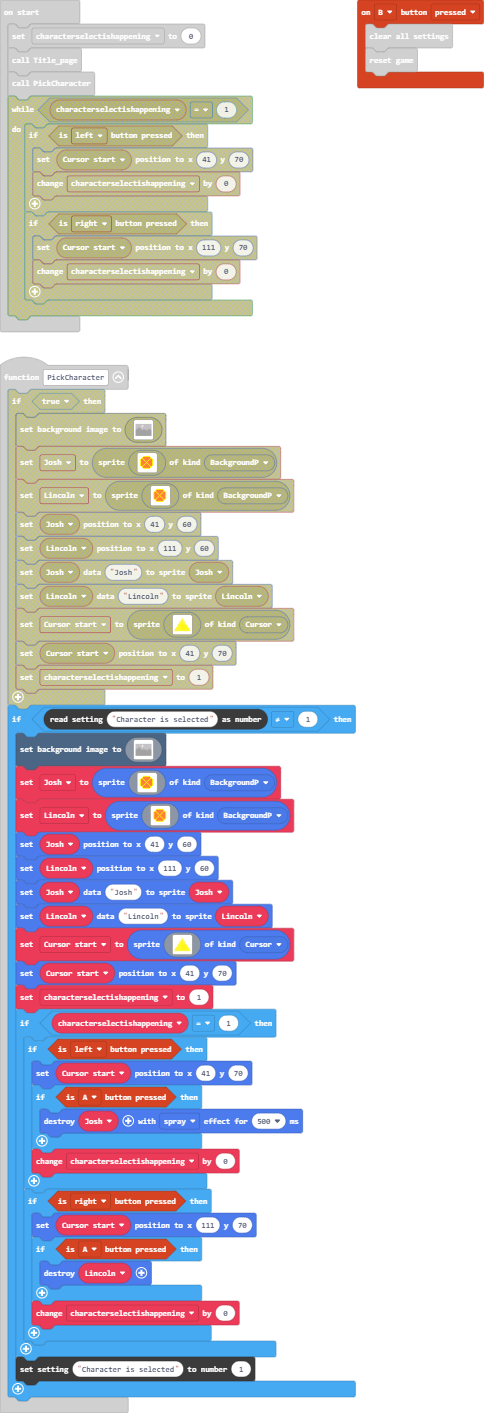 on start
set characterselectishappening to 0
call Title_page
call PickCharacter
while characterselectishappening = 1
do if is left button pressed then
set Cursor start position to x 41 y 70
change characterselectishappening by 0
if is right button pressed then
set Cursor start position to x 111 y 70
change characterselectishappening by 0
on B button pressed
clear all settings
reset game
function PickCharacter
if true then
set background image to
set Josh to sprite of kind BackgroundP
set Lincoln to sprite of kind BackgroundP
set Josh position to x 41 y 60
set Lincoln position to x 111 y 60
set Josh data "Josh" to sprite Josh
set Lincoln data "Lincoln" to sprite Lincoln
set Cursor start to sprite of kind Cursor
set Cursor start position to x 41 y 70
set characterselectishappening to 1
if read setting "Character is selected" as number ≠ 1 then
set background image to
set Josh to sprite of kind BackgroundP
set Lincoln to sprite of kind BackgroundP
set Josh position to x 41 y 60
set Lincoln position to x 111 y 60
set Josh data "Josh" to sprite Josh
set Lincoln data "Lincoln" to sprite Lincoln
set Cursor start to sprite of kind Cursor
set Cursor start position to x 41 y 70
set characterselectishappening to 1
if characterselectishappening = 1 then
if is left button pressed then
set Cursor start position to x 41 y 70
if is A button pressed then
destroy Josh with spray effect for 500 ms
change characterselectishappening by 0
if is right button pressed then
set Cursor start position to x 111 y 70
if is A button pressed then
destroy Lincoln
change characterselectishappening by 0
set setting "Character is selected" to number 1